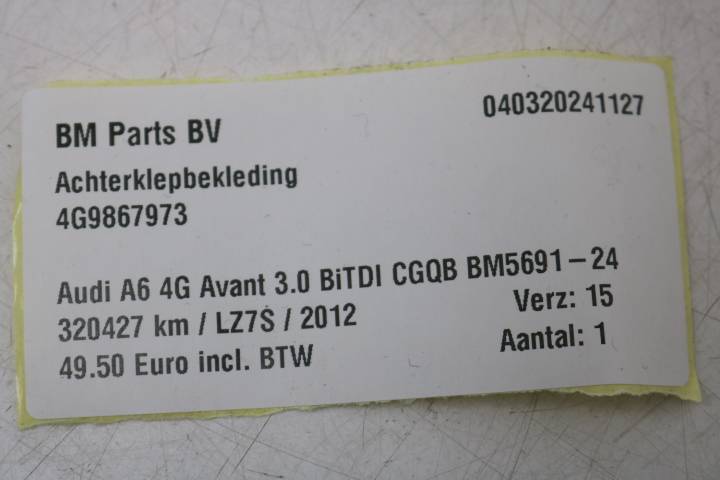 BM Parts BV 040320241127
Achterklepbekleding
4G9867973
Audi A6 4G Avant 3.0 BiTDI CGQB BM5691-24
320427 km / LZ7S / 2012 Verz: 15
49.50 Euro incl. BTW Aantal: 1